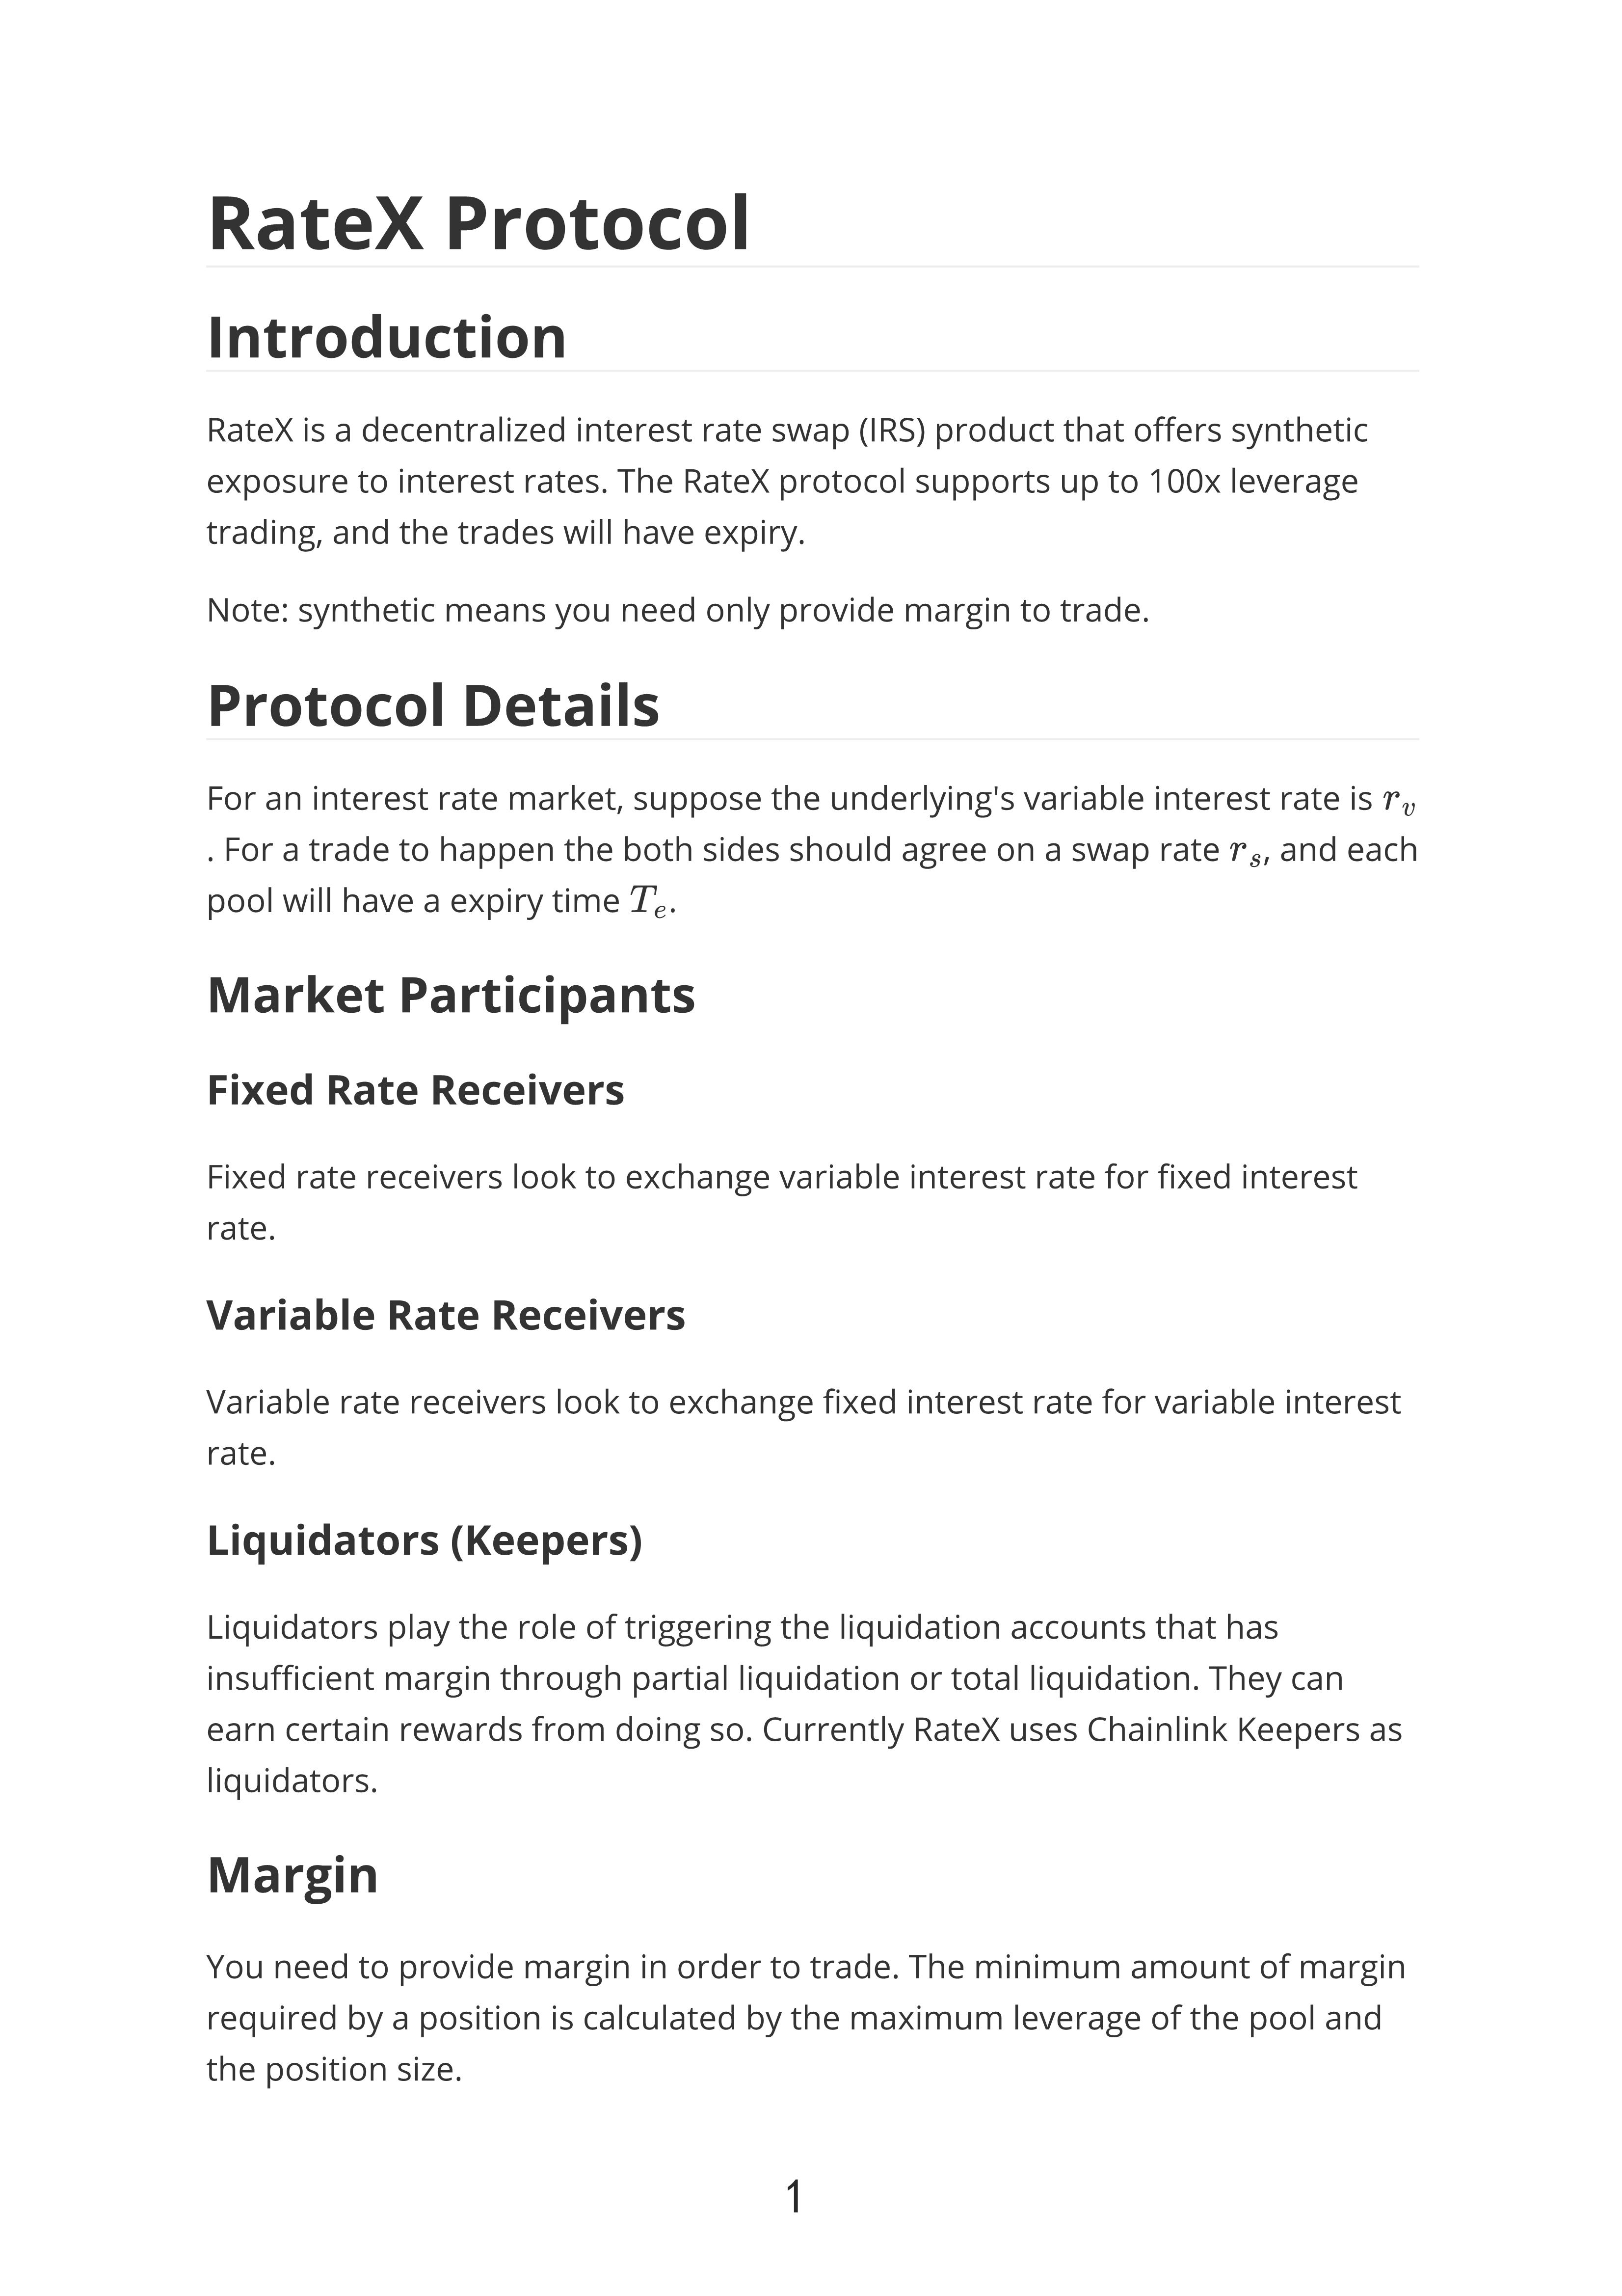 RateX Protocol
Introduction
RateX is a decentralized interest rate swap (IRS) product that offers synthetic
exposure to interest rates. The RateX protocol supports up to 100x leverage
trading, and the trades will have expiry.
Note: synthetic means you need only provide margin to trade.
Protocol Details
For an interest rate market, suppose the underlying's variable interest rate is r_v
. For a trade to happen the both sides should agree on a swap rate r_s, and each
pool will have a expiry time T_e.
Market Participants
Fixed Rate Receivers
Fixed rate receivers look to exchange variable interest rate for fixed interest
rate.
Variable Rate Receivers
Variable rate receivers look to exchange fixed interest rate for variable interest
rate.
Liquidators (Keepers)
Liquidators play the role of triggering the liquidation accounts that has
insufficient margin through partial liquidation or total liquidation. They can
earn certain rewards from doing so. Currently RateX uses Chainlink Keepers as
liquidators.
Margin
You need to provide margin in order to trade. The minimum amount of margin
required by a position is calculated by the maximum leverage of the pool and
the position size.
1